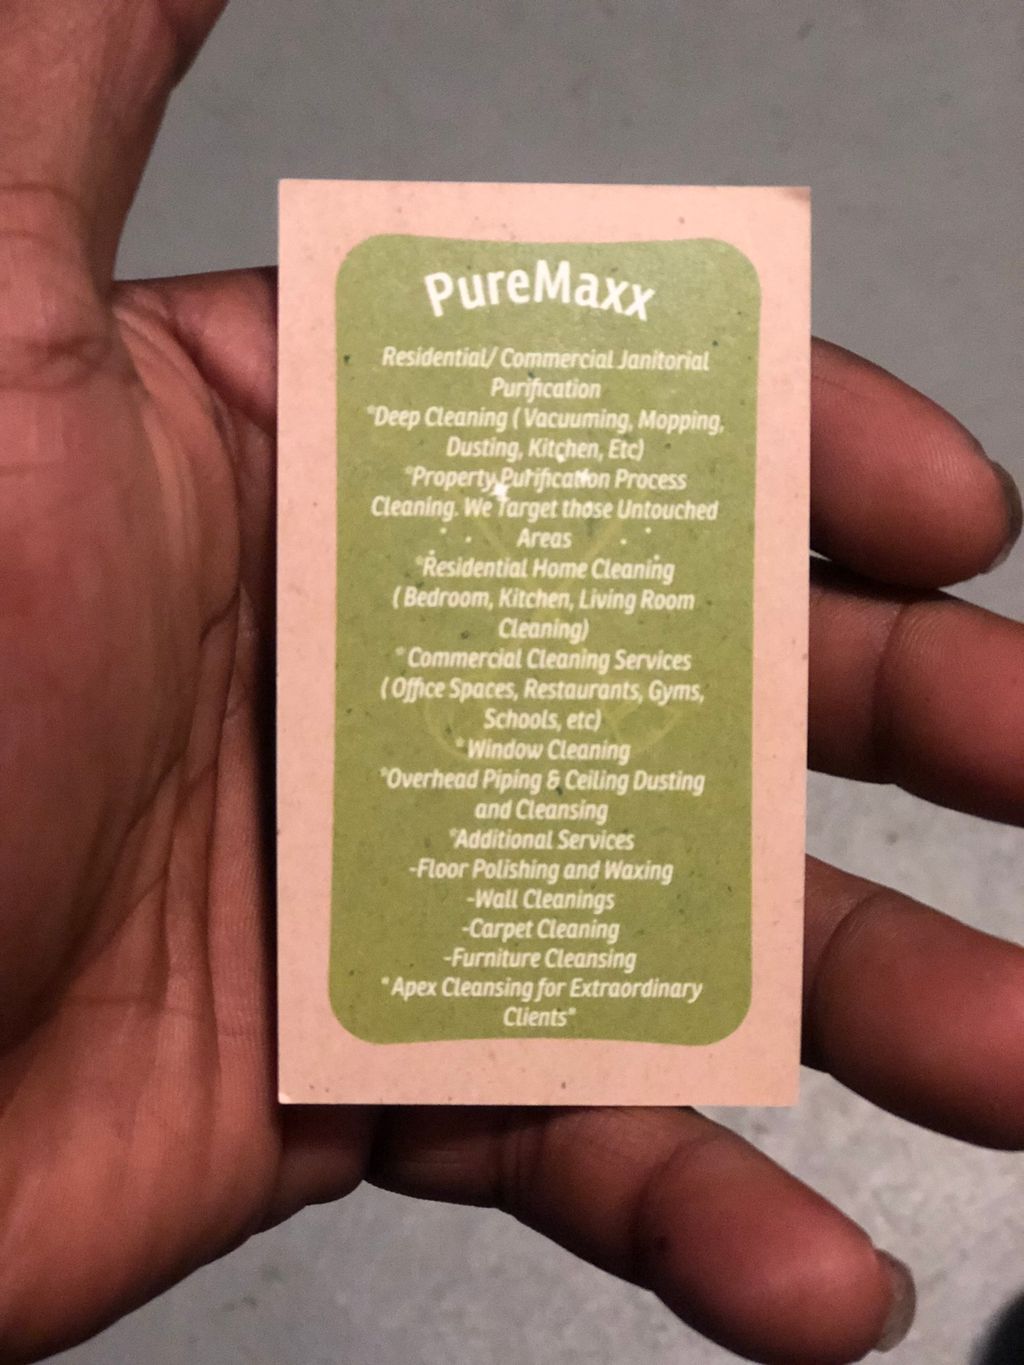 PureMaxx
Residential/ Commercial Janitorial
Purification
*Deep Cleaning ( Vacuuming, Mopping,
Dusting, Kitchen, Etc)
*Property Purification Process
Cleaning. We Target those Untouched
Areas
*Residential Home Cleaning
( Bedroom, Kitchen, Living Room
Cleaning)
* Commercial Cleaning Services
( Office Spaces, Restaurants, Gyms,
Schools, etc)
* Window Cleaning
*Overhead Piping & Ceiling Dusting
and Cleansing
*Additional Services
-Floor Polishing and Waxing
-Wall Cleanings
-Carpet Cleaning
-Furniture Cleansing
* Apex Cleansing for Extraordinary
Clients*